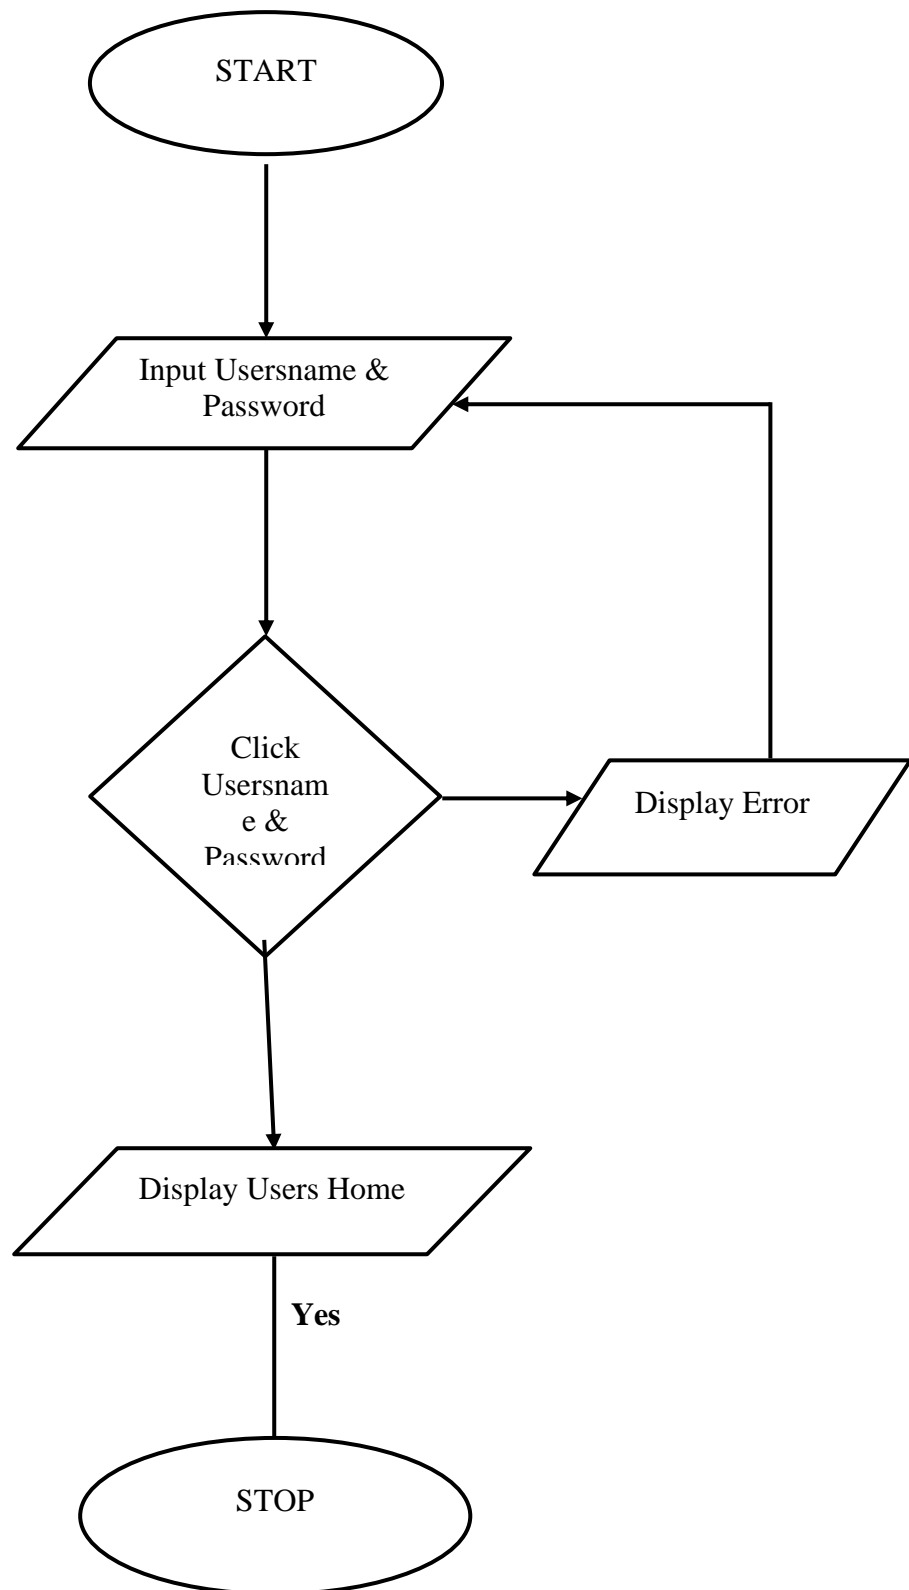 START
Input Usersname &
Password
Click
Usersnam
e &
Password
Display Error
Display Users Home
Yes
STOP